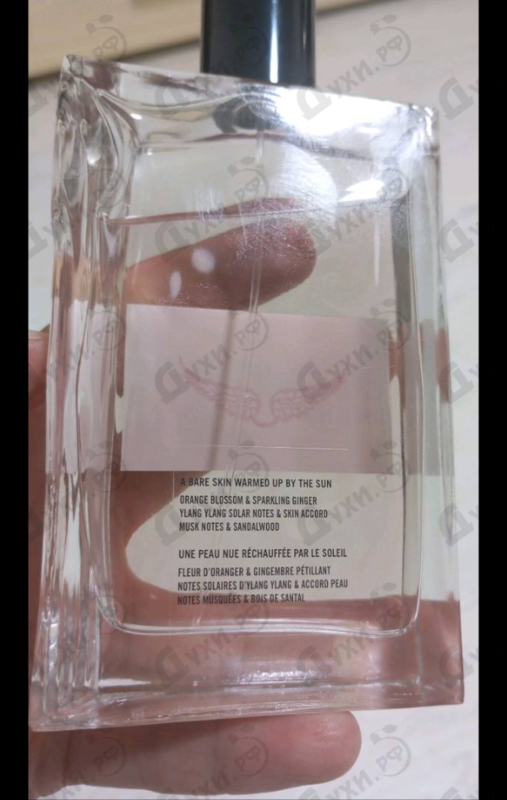 A BARE SKIN WARMED UP BY THE SUN
ORANGE BLOSSOM & SPARKLING GINGER
YLANG YLANG SOLAR NOTES & SKIN ACCORD
MUSK NOTES & SANDALWOOD
UNE PEAU NUE RÉCHAUFFÉE PAR LE SOLEIL
FLEUR D'ORANGER & GINGEMBRE PÉTILLANT
NOTES SOLAIRES D'YLANG YLANG & ACCORD PEAU
NOTES MUSQUÉES & BOIS DE SANTAL
Духи.РФ